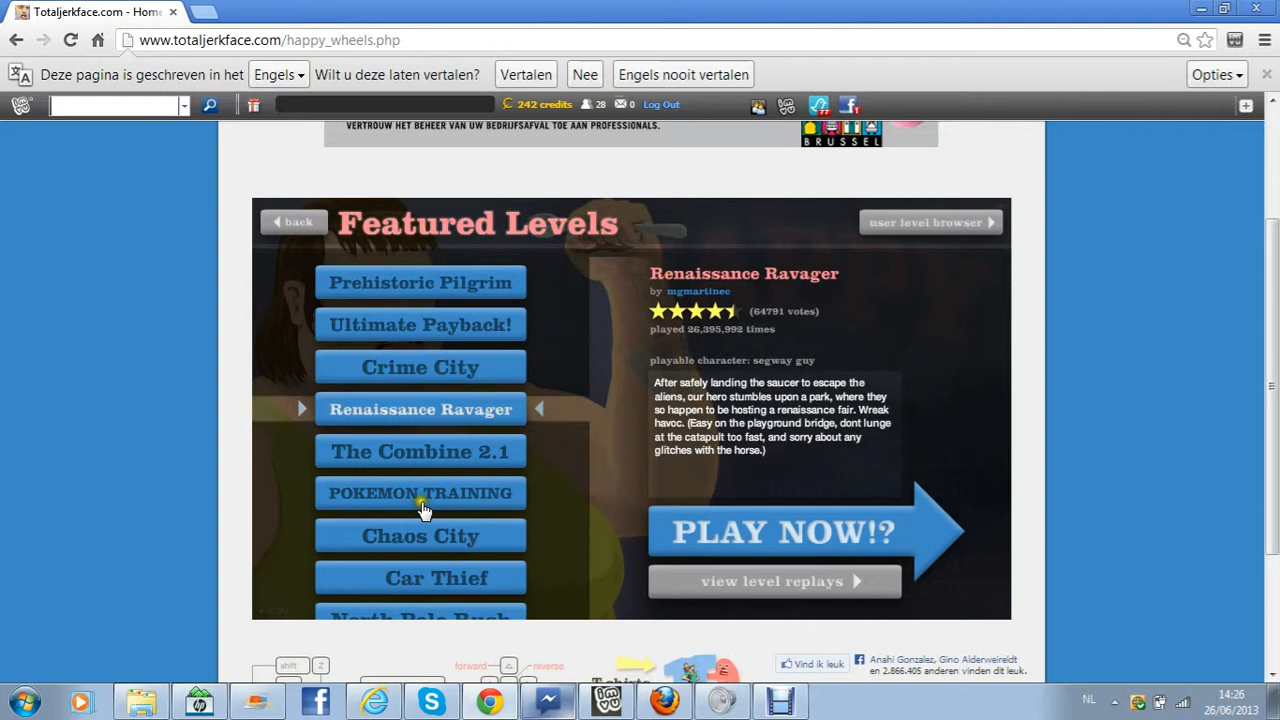 Totaljerkface.com - Hom
www.totaljerkface.com/happy_wheels.php
Deze pagina is geschreven in het Engels Wilt u deze laten vertalen? Vertalen Nee Engels nooit vertalen Opties
242 credits 28 0 Log Out 77 1
VERTROUW HET BEHEER VAN UW BEDRIJFSAFVAL TOE AAN PROFESSIONALS.
BRUSSEL
back Featured Levels user level browser
Prehistoric Pilgrim
Ultimate Payback!
Crime City
Renaissance Ravager
The Combine 2.1
POKEMON TRAINING
Chaos City
Car Thief
North Pole Rush
Renaissance Ravager
by mgmartinec
(64791 votes)
played 26,395,992 times
playable character: segway guy
After safely landing the saucer to escape the
aliens, our hero stumbles upon a park, where they
so happen to be hosting a renaissance fair. Wreak
havoc. (Easy on the playground bridge, dont lunge
at the catapult too fast, and sorry about any
glitches with the horse.)
PLAY NOW!?
view level replays
shift Z forward reverse
Vind ik leuk
Anahi Gonzalez, Gino Alderweireldt
en 2.866.405 anderen vinden dit leuk.
NL
14:26
26/06/2013